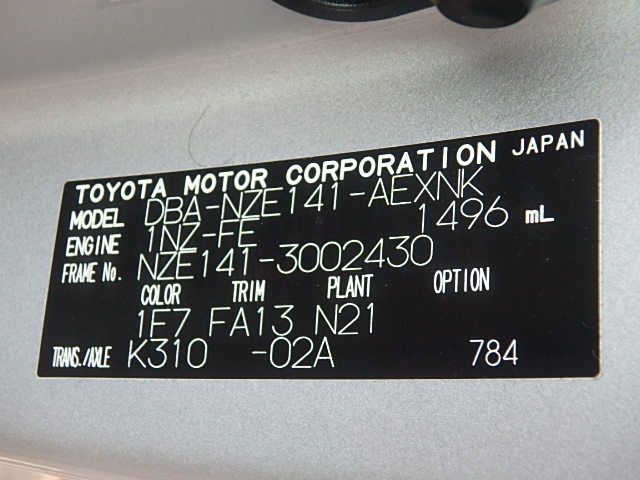 TOYOTA MOTOR CORPORATION JAPAN
MODEL DBA-NZE141-AEXNK
ENGINE 1NZ-FE 1496 mL
FRAME No. NZE141-3002430
COLOR TRIM PLANT OPTION
1F7 FA13 N21
TRANS./AXLE K310 -02A 784